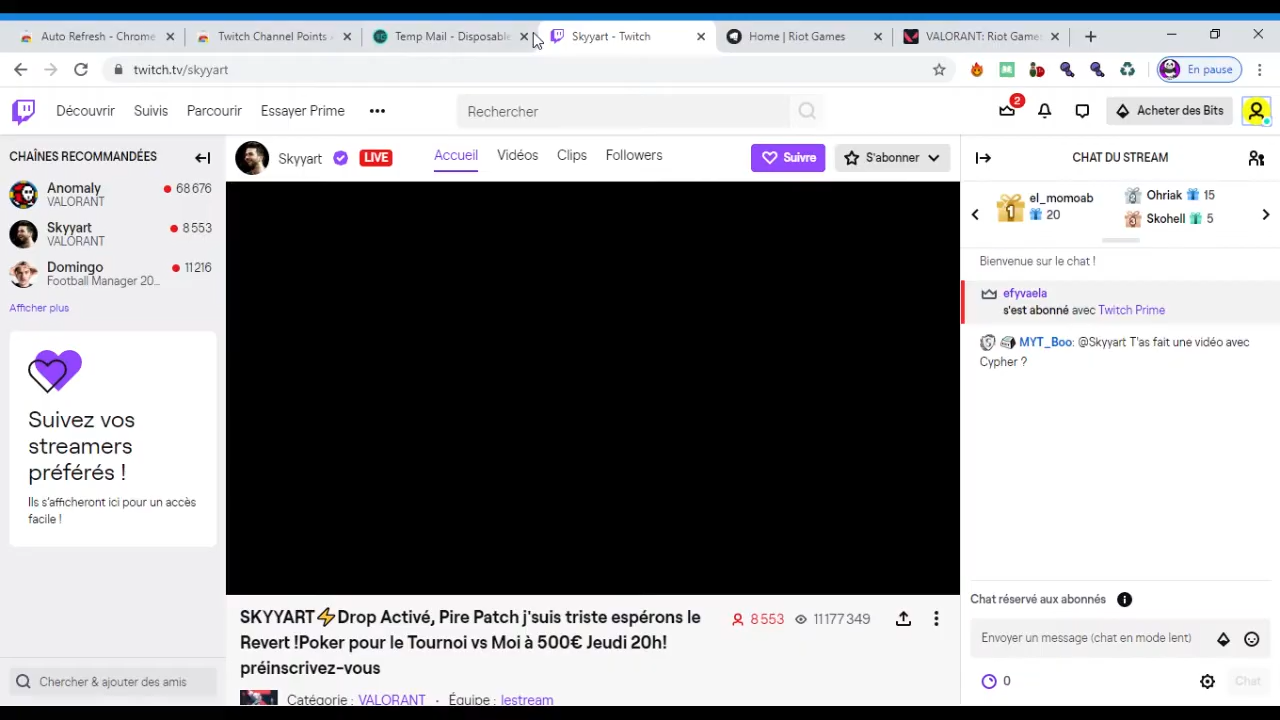 Auto Refresh - Chrome
Twitch Channel Points
Temp Mail - Disposable
Skyyart - Twitch
Home | Riot Games
VALORANT: Riot Game
twitch.tv/skyyart
En pause
Découvrir
Suivis
Parcourir
Essayer Prime
Rechercher
2
Acheter des Bits
CHAÎNES RECOMMANDÉES
Anomaly
68 676
VALORANT
Skyyart
8 553
VALORANT
Domingo
11 216
Football Manager 20...
Afficher plus
Suivez vos
streamers
préférés !
Ils s'afficheront ici pour un accès
facile !
Chercher & ajouter des amis
Skyyart
LIVE
Accueil
Vidéos
Clips
Followers
Suivre
S'abonner
SKYYART⚡Drop Activé, Pire Patch j'suis triste espérons le
Revert !Poker pour le Tournoi vs Moi à 500€ Jeudi 20h!
préinscrivez-vous
8 553
11 177 349
Catégorie : VALORANT · Équipe : lestream
CHAT DU STREAM
1
el_momoab
20
Ohriak 15
Skohell 5
Bienvenue sur le chat !
efyvaela
s'est abonné avec Twitch Prime
MYT_Boo: @Skyyart T'as fait une vidéo avec
Cypher ?
Chat réservé aux abonnés
Envoyer un message (chat en mode lent)
0
Chat